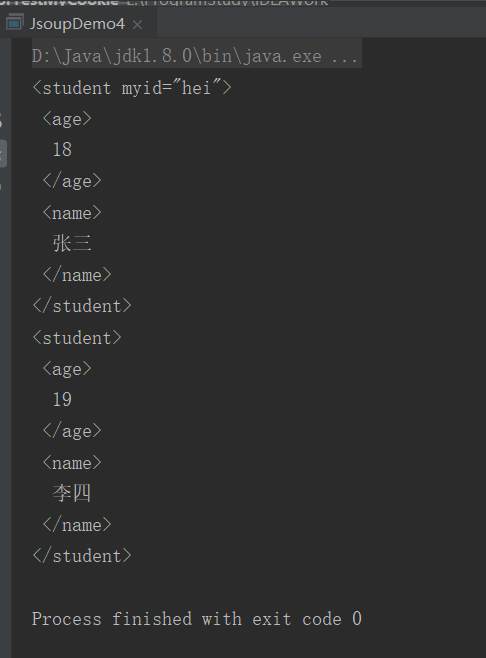 JsoupDemo4
D:\Java\jdk1.8.0\bin\java.exe ...
<student myid="hei">
<age>
18
</age>
<name>
张三
</name>
</student>
<student>
<age>
19
</age>
<name>
李四
</name>
</student>
Process finished with exit code 0